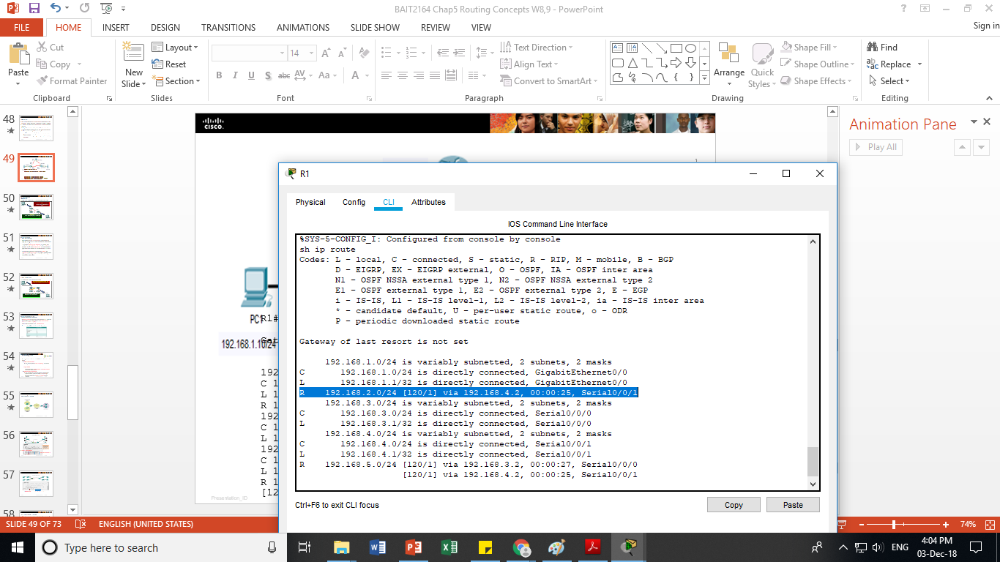 BAIT2164 Chap5 Routing Concepts W8,9 - PowerPoint
FILE HOME INSERT DESIGN TRANSITIONS ANIMATIONS SLIDE SHOW REVIEW VIEW Sign in
Paste
Cut
Copy
Format Painter
Clipboard
New Slide
Layout
Reset
Section
Slides
14
B I U S abc AV Aa A
Font
Text Direction
Align Text
Convert to SmartArt
Paragraph
Arrange
Quick Styles
Shape Fill
Shape Outline
Shape Effects
Drawing
Find
Replace
Select
Editing
48
49
50
51
52
53
54
55
56
57
58
cisco.
PC1
R1#
192.168.1.10/24
192
C 1
L 1
R 1
192
C 1
L 1
192
C 1
L 1
R 1
[12
Presentation_ID
Animation Pane
Play All
R1
Physical Config CLI Attributes
IOS Command Line Interface
%SYS-5-CONFIG_I: Configured from console by console
sh ip route
Codes: L - local, C - connected, S - static, R - RIP, M - mobile, B - BGP
D - EIGRP, EX - EIGRP external, O - OSPF, IA - OSPF inter area
N1 - OSPF NSSA external type 1, N2 - OSPF NSSA external type 2
E1 - OSPF external type 1, E2 - OSPF external type 2, E - EGP
i - IS-IS, L1 - IS-IS level-1, L2 - IS-IS level-2, ia - IS-IS inter area
* - candidate default, U - per-user static route, o - ODR
P - periodic downloaded static route
Gateway of last resort is not set
192.168.1.0/24 is variably subnetted, 2 subnets, 2 masks
C 192.168.1.0/24 is directly connected, GigabitEthernet0/0
L 192.168.1.1/32 is directly connected, GigabitEthernet0/0
R 192.168.2.0/24 [120/1] via 192.168.4.2, 00:00:25, Serial0/0/1
192.168.3.0/24 is variably subnetted, 2 subnets, 2 masks
C 192.168.3.0/24 is directly connected, Serial0/0/0
L 192.168.3.1/32 is directly connected, Serial0/0/0
192.168.4.0/24 is variably subnetted, 2 subnets, 2 masks
C 192.168.4.0/24 is directly connected, Serial0/0/1
L 192.168.4.1/32 is directly connected, Serial0/0/1
R 192.168.5.0/24 [120/1] via 192.168.3.2, 00:00:27, Serial0/0/0
[120/1] via 192.168.4.2, 00:00:25, Serial0/0/1
Ctrl+F6 to exit CLI focus
Copy Paste
SLIDE 49 OF 73 ENGLISH (UNITED STATES) 74%
Type here to search
ENG
4:04 PM
03-Dec-18